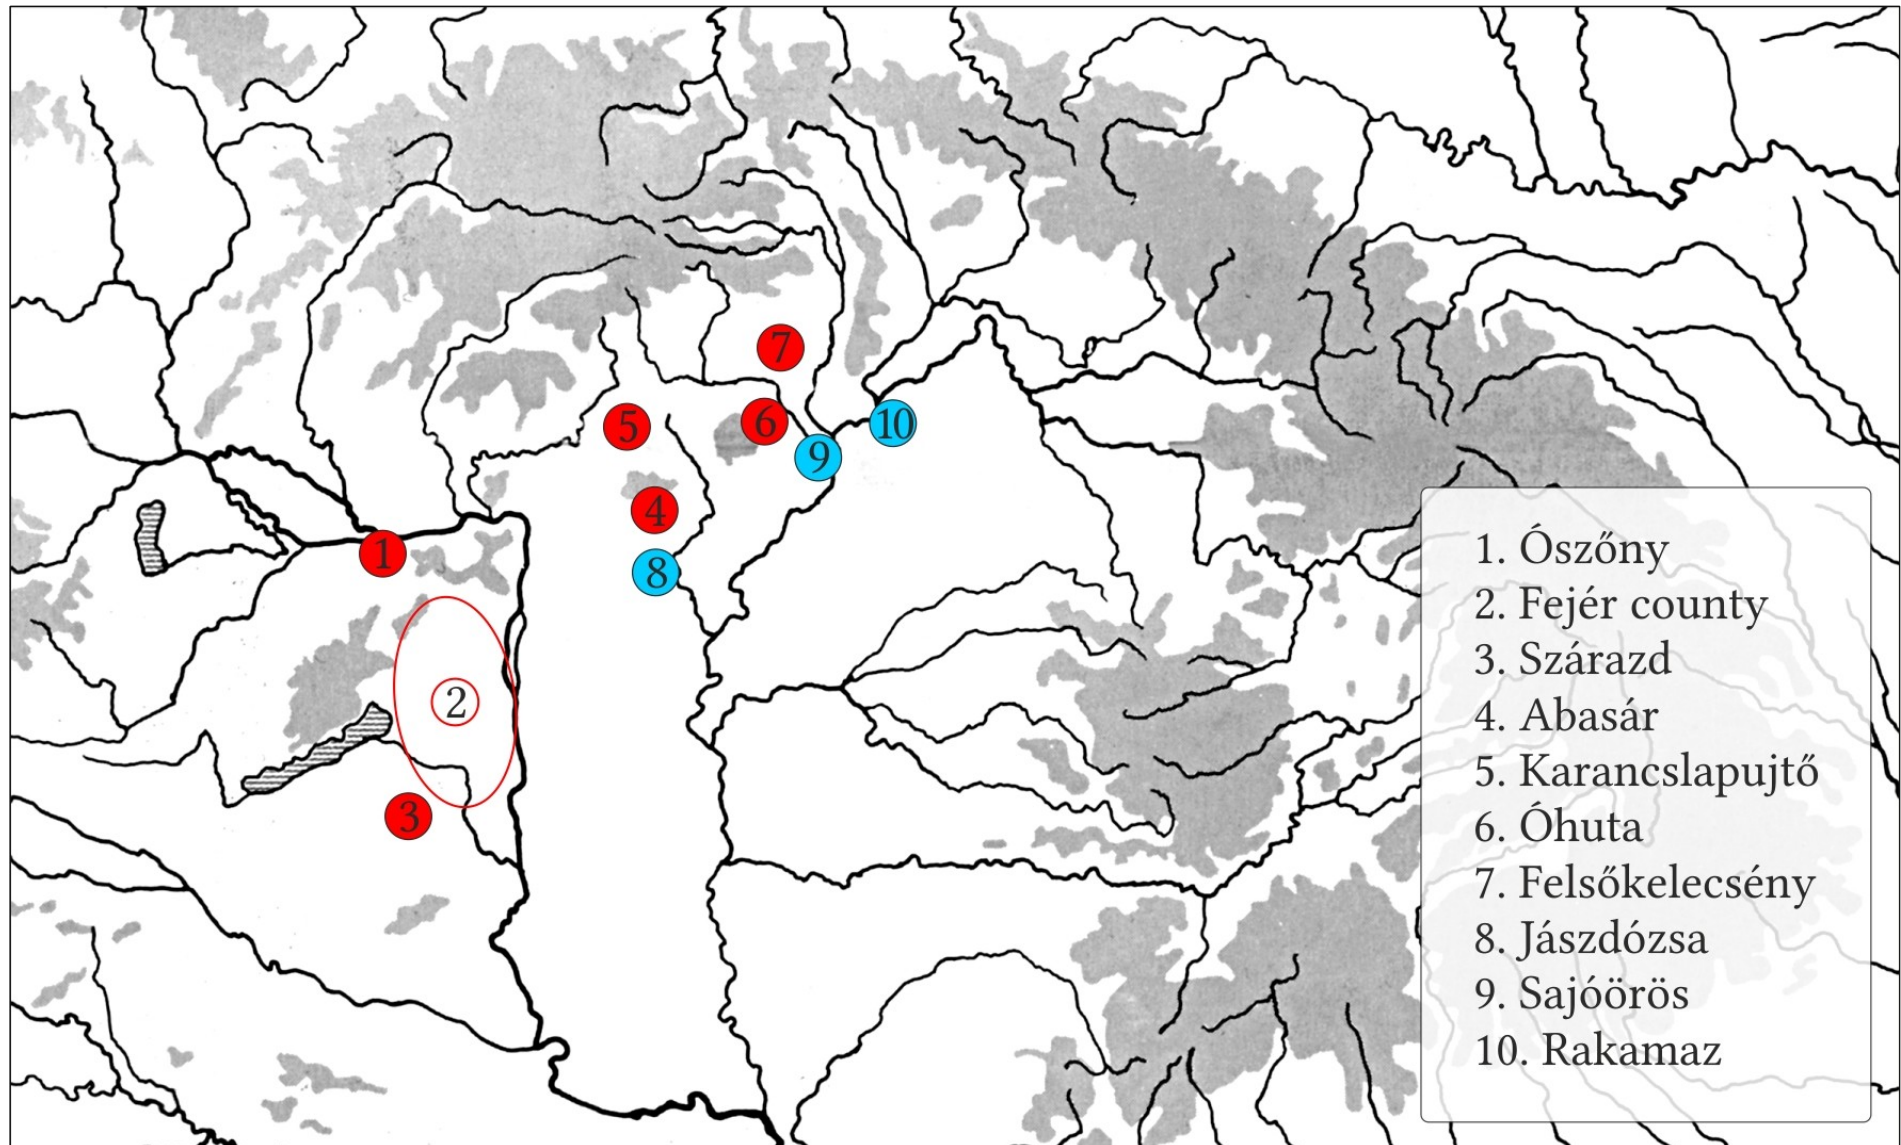 7
5
6
10
9
4
1
8
2
3
1. Ószőny
2. Fejér county
3. Szárazd
4. Abasár
5. Karancslapujtő
6. Óhuta
7. Felsőkelecsény
8. Jászdózsa
9. Sajóörös
10. Rakamaz